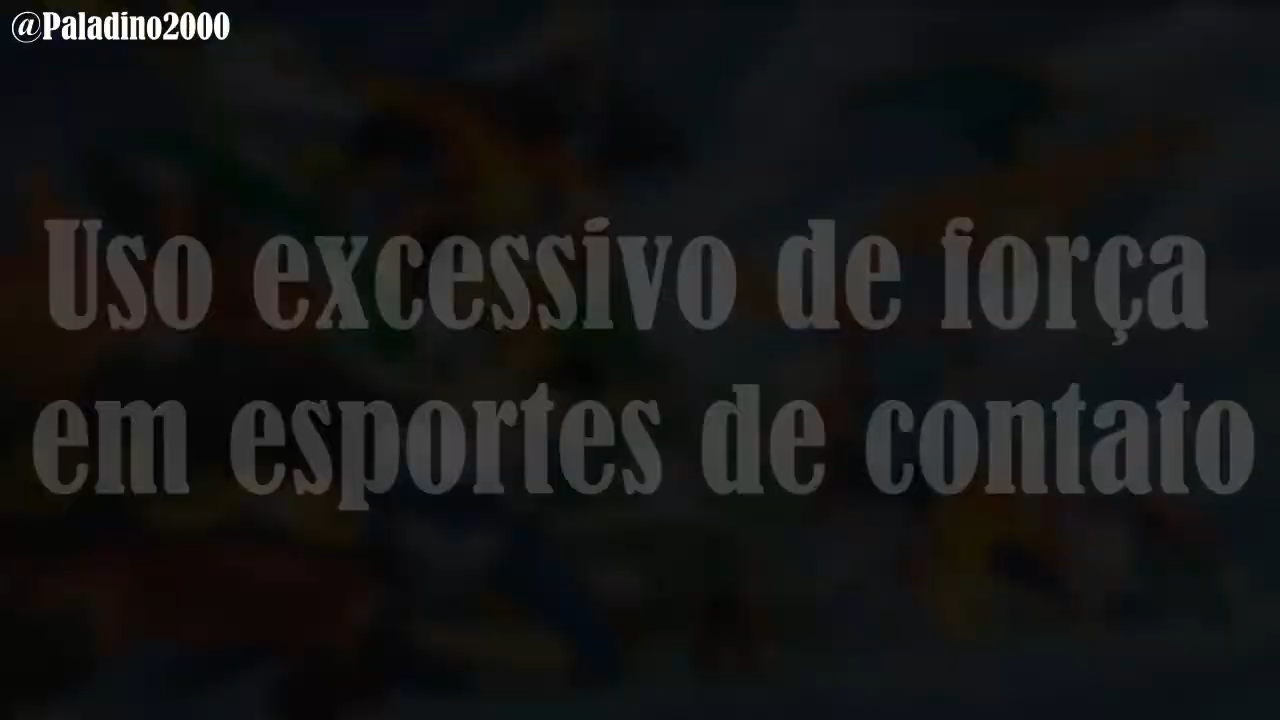 @Paladino2000
Uso excessivo de força
em esportes de contato